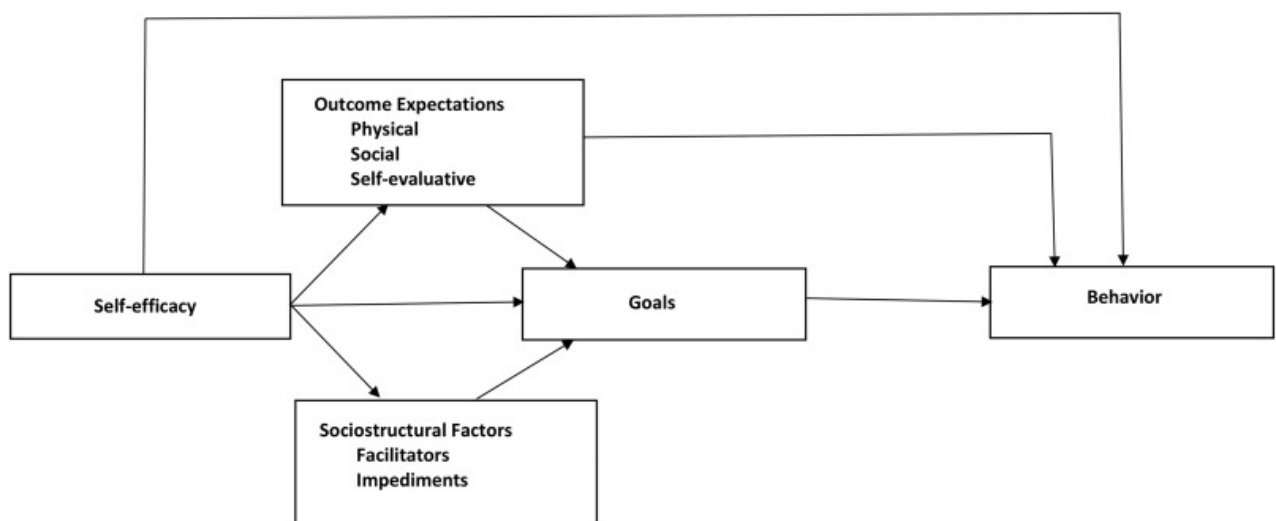 Outcome Expectations
Physical
Social
Self-evaluative
Self-efficacy
Goals
Behavior
Sociostructural Factors
Facilitators
Impediments